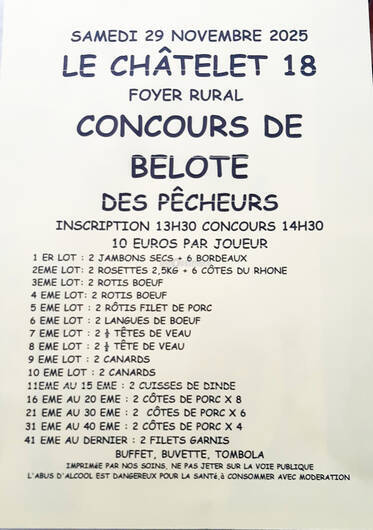 SAMEDI 29 NOVEMBRE 2025
LE CHÂTELET 18
FOYER RURAL
CONCOURS DE
BELOTE
DES PÊCHEURS
INSCRIPTION 13H30 CONCOURS 14H30
10 EUROS PAR JOUEUR
1 ER LOT : 2 JAMBONS SECS + 6 BORDEAUX
2EME LOT: 2 ROSETTES 2,5KG + 6 CÔTES DU RHONE
3EME LOT: 2 ROTIS BOEUF
4 EME LOT: 2 ROTIS BOEUF
5 EME LOT : 2 RÔTIS FILET DE PORC
6 EME LOT : 2 LANGUES DE BOEUF
7 EME LOT : 2 ½ TÊTES DE VEAU
8 EME LOT : 2 ½ TÊTE DE VEAU
9 EME LOT : 2 CANARDS
10 EME LOT : 2 CANARDS
11EME AU 15 EME : 2 CUISSES DE DINDE
16 EME AU 20 EME : 2 CÔTES DE PORC X 8
21 EME AU 30 EME : 2 CÔTES DE PORC X 6
31 EME AU 40 EME : 2 CÔTES DE PORC X 4
41 EME AU DERNIER : 2 FILETS GARNIS
BUFFET, BUVETTE, TOMBOLA
IMPRIMéE PAR NOS SOINS, NE PAS JETER SUR LA VOIE PUBLIQUE
L'ABUS D'ALCOOL EST DANGEREUX POUR LA SANTé,à CONSOMMER AVEC MODERATION